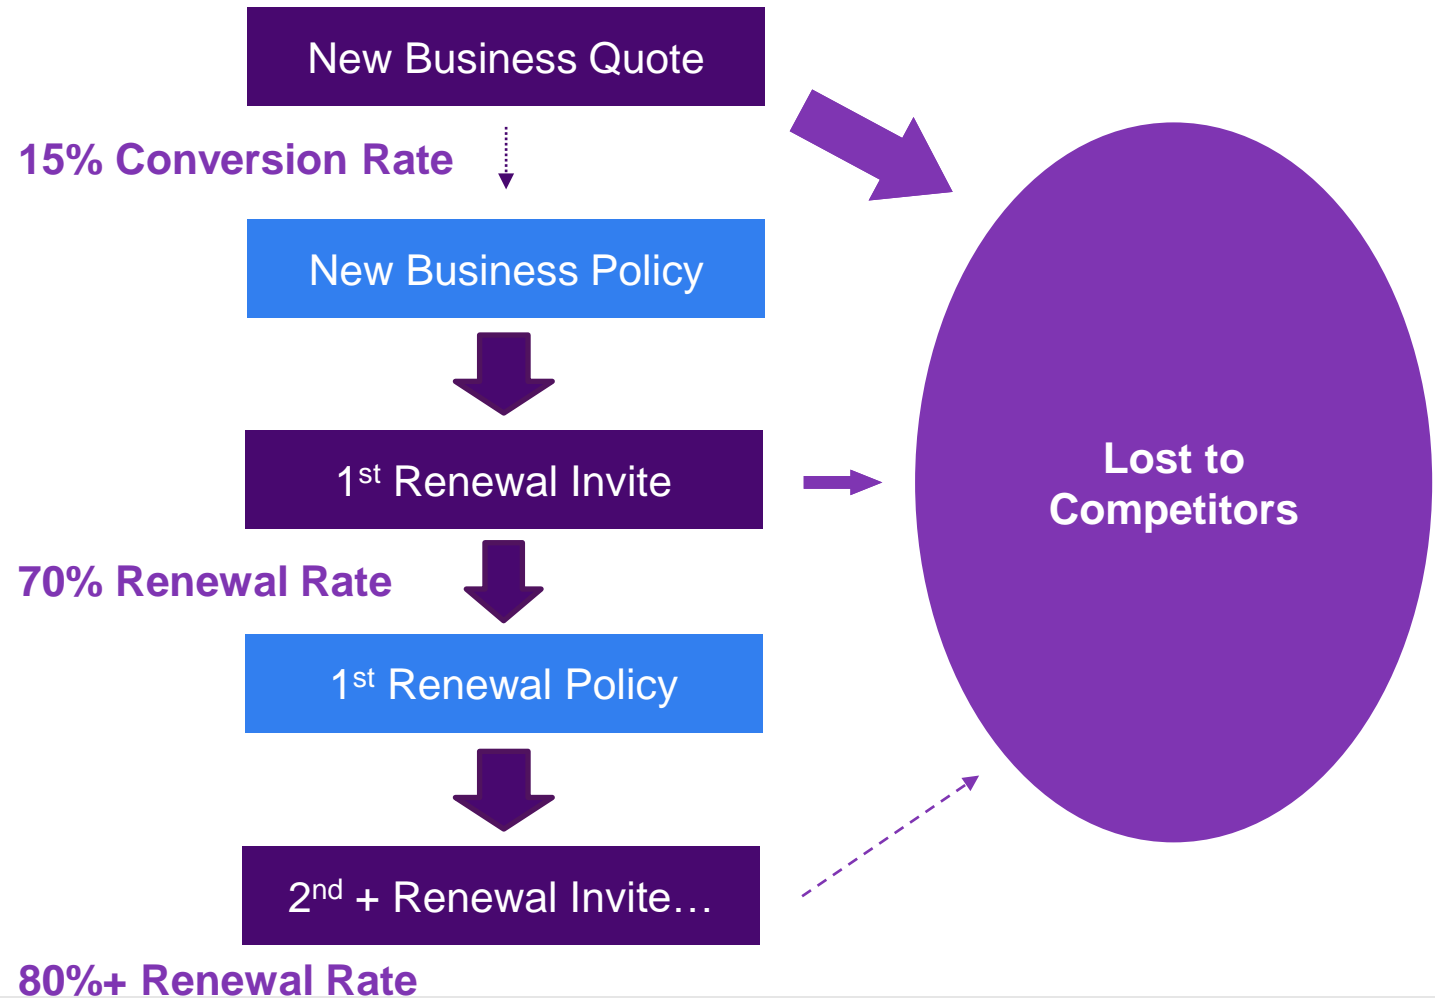 New Business Quote
15% Conversion Rate
New Business Policy
1st Renewal Invite
Lost to
Competitors
70% Renewal Rate
1st Renewal Policy
2nd + Renewal Invite…
80%+ Renewal Rate